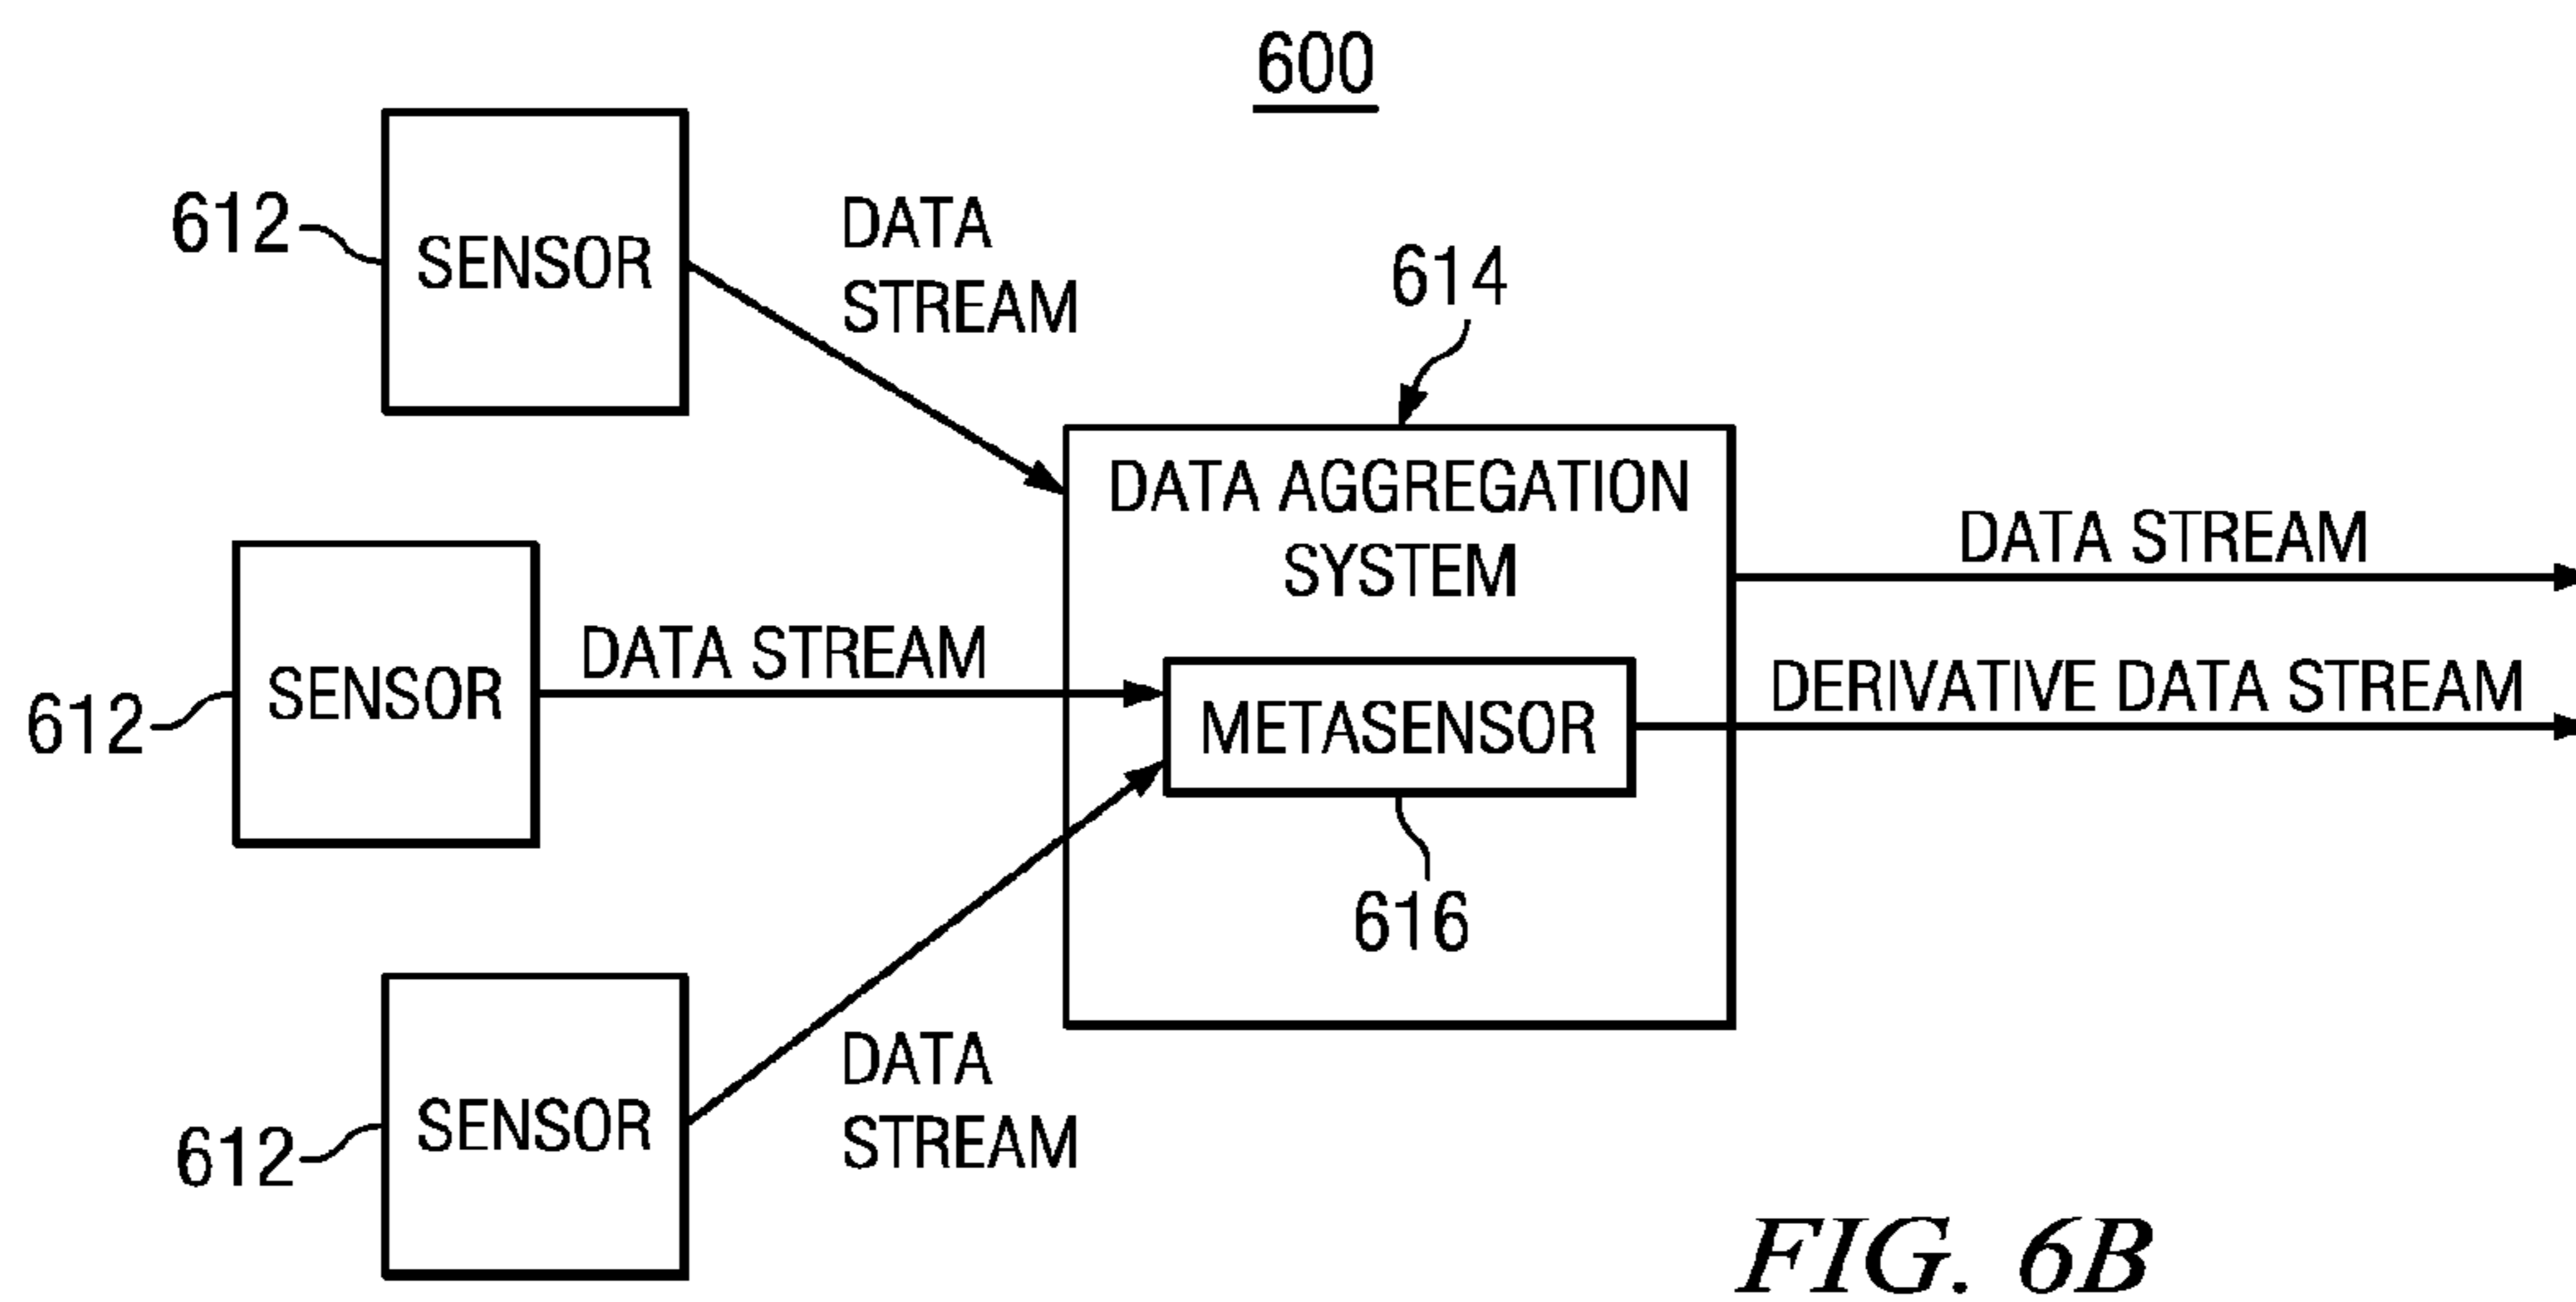 600
612
SENSOR
DATA
STREAM
614
DATA AGGREGATION
SYSTEM
DATA STREAM
612
SENSOR
DATA STREAM
METASENSOR
DERIVATIVE DATA STREAM
616
612
SENSOR
DATA
STREAM
FIG. 6B